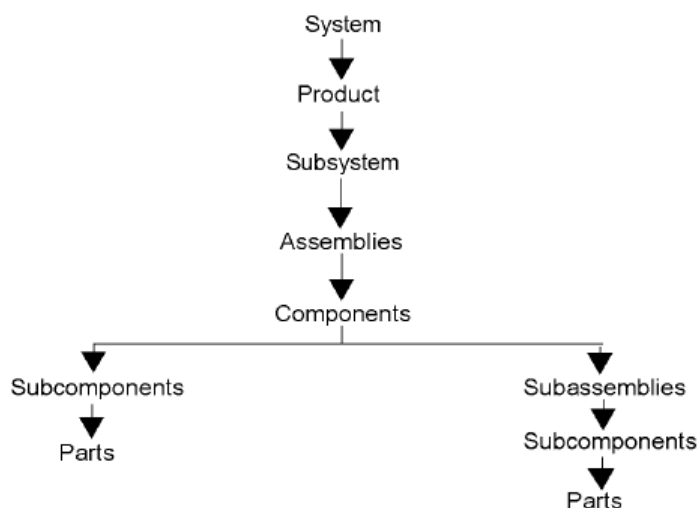 System
Product
Subsystem
Assemblies
Components
Subcomponents
Subassemblies
Parts
Subcomponents
Parts